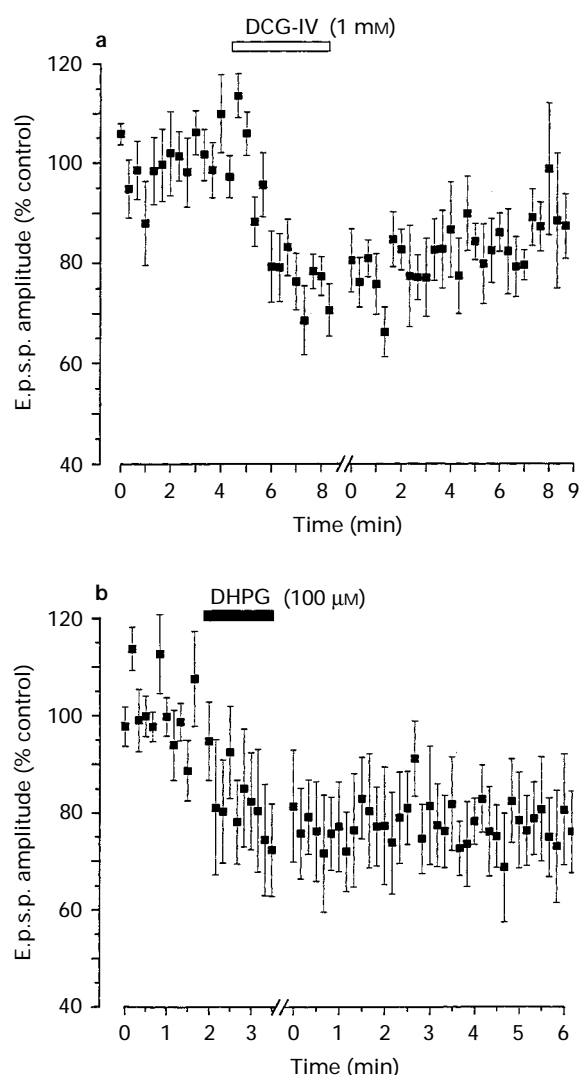 a
DCG-IV (1 mM)
E.p.s.p. amplitude (% control)
120
100
80
60
40
0 2 4 6 8 0 2 4 6 8 9
Time (min)
b
DHPG (100 μM)
E.p.s.p. amplitude (% control)
120
100
80
60
40
0 1 2 3 0 1 2 3 4 5 6
Time (min)